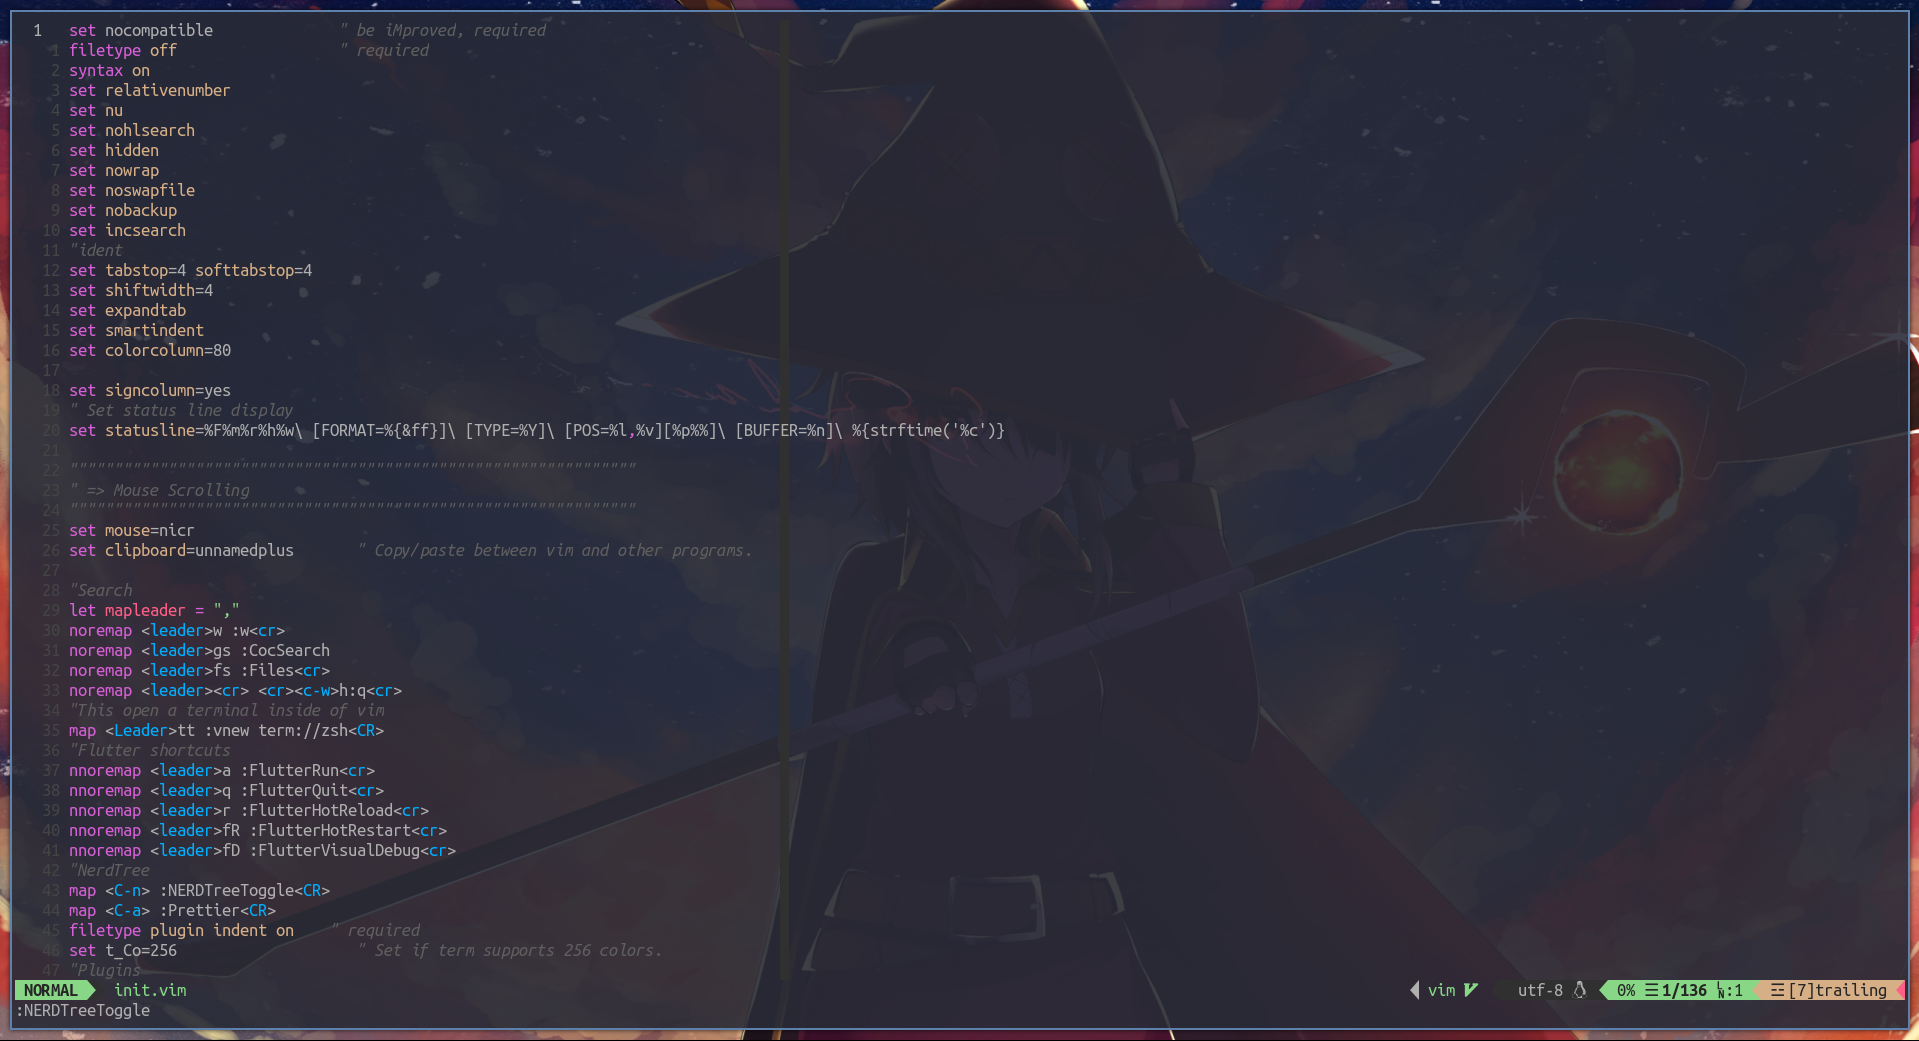 1   set nocompatible              " be iMproved, required
  1 filetype off                  " required
  2 syntax on
  3 set relativenumber
  4 set nu
  5 set nohlsearch
  6 set hidden
  7 set nowrap
  8 set noswapfile
  9 set nobackup
 10 set incsearch
 11 "ident
 12 set tabstop=4 softtabstop=4
 13 set shiftwidth=4
 14 set expandtab
 15 set smartindent
 16 set colorcolumn=80
 17
 18 set signcolumn=yes
 19 " Set status line display
 20 set statusline=%F%m%r%h%w\ [FORMAT=%{&ff}]\ [TYPE=%Y]\ [POS=%l,%v][%p%%]\ [BUFFER=%n]\ %{strftime('%c')}
 21
 22 """""""""""""""""""""""""""""""""""""""""""""""""""""""""""""""
 23 " => Mouse Scrolling
 24 """""""""""""""""""""""""""""""""""""""""""""""""""""""""""""""
 25 set mouse=nicr
 26 set clipboard=unnamedplus       " Copy/paste between vim and other programs.
 27
 28 "Search
 29 let mapleader = ","
 30 noremap <leader>w :w<cr>
 31 noremap <leader>gs :CocSearch
 32 noremap <leader>fs :Files<cr>
 33 noremap <leader><cr> <cr><c-w>h:q<cr>
 34 "This open a terminal inside of vim
 35 map <Leader>tt :vnew term://zsh<CR>
 36 "Flutter shortcuts
 37 nnoremap <leader>a :FlutterRun<cr>
 38 nnoremap <leader>q :FlutterQuit<cr>
 39 nnoremap <leader>r :FlutterHotReload<cr>
 40 nnoremap <leader>fR :FlutterHotRestart<cr>
 41 nnoremap <leader>fD :FlutterVisualDebug<cr>
 42 "NerdTree
 43 map <C-n> :NERDTreeToggle<CR>
 44 map <C-a> :Prettier<CR>
 45 filetype plugin indent on    " required
 46 set t_Co=256                    " Set if term supports 256 colors.
 47 "Plugins
NORMAL  init.vim  vim  utf-8  0% ☰1/136 ㏑:1  ☲[7]trailing
:NERDTreeToggle